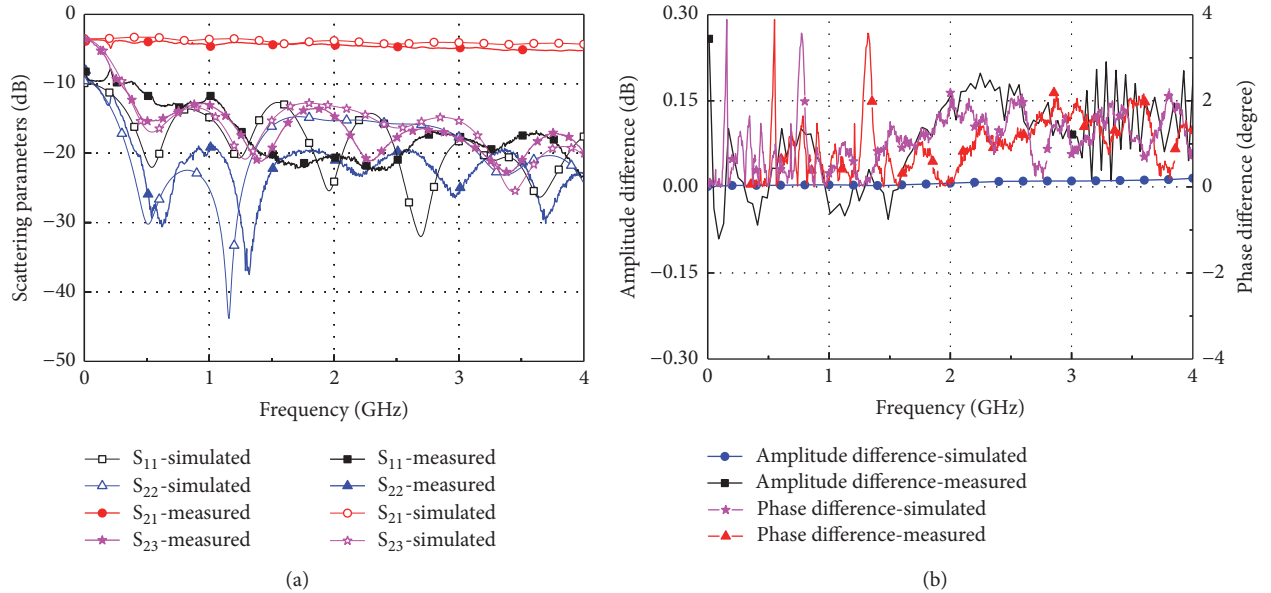 0
−10
−20
−30
−40
−50
Scattering parameters (dB)
0 1 2 3 4
Frequency (GHz)
S11-simulated
S22-simulated
S21-measured
S23-measured
S11-measured
S22-measured
S21-simulated
S23-simulated
(a)
0.30
0.15
0.00
−0.15
−0.30
Amplitude difference (dB)
4
2
0
−2
−4
Phase difference (degree)
0 1 2 3 4
Frequency (GHz)
Amplitude difference-simulated
Amplitude difference-measured
Phase difference-simulated
Phase difference-measured
(b)